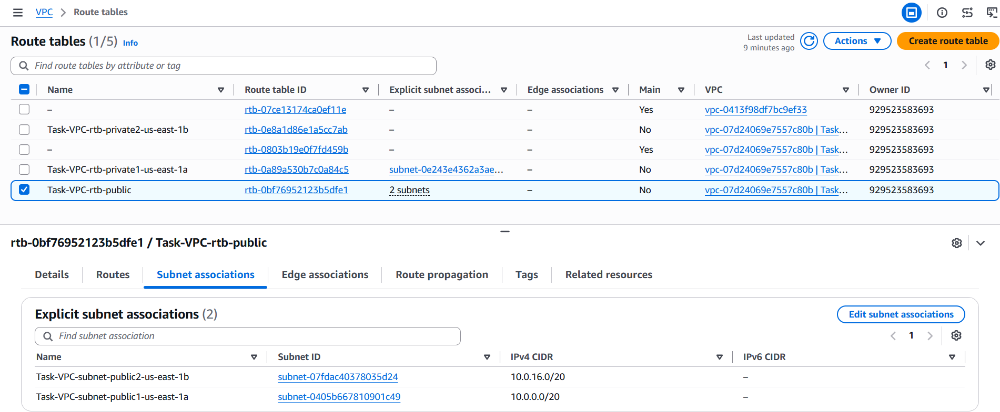 VPC > Route tables
Route tables (1/5) Info
Last updated
9 minutes ago
Actions
Create route table
Find route tables by attribute or tag
1
Name Route table ID Explicit subnet associ... Edge associations Main VPC Owner ID
– rtb-07ce13174ca0ef11e – – Yes vpc-0413f98df7bc9ef33 929523583693
Task-VPC-rtb-private2-us-east-1b rtb-0e8a1d86e1a5cc7ab – – No vpc-07d24069e7557c80b | Task... 929523583693
– rtb-0803b19e0f7fd459b – – Yes vpc-07d24069e7557c80b | Task... 929523583693
Task-VPC-rtb-private1-us-east-1a rtb-0a89a530b7c0a84c5 subnet-0e243e4362a3ae... – No vpc-07d24069e7557c80b | Task... 929523583693
Task-VPC-rtb-public rtb-0bf76952123b5dfe1 2 subnets – No vpc-07d24069e7557c80b | Task... 929523583693
rtb-0bf76952123b5dfe1 / Task-VPC-rtb-public
Details Routes Subnet associations Edge associations Route propagation Tags Related resources
Explicit subnet associations (2)
Edit subnet associations
Find subnet association
1
Name Subnet ID IPv4 CIDR IPv6 CIDR
Task-VPC-subnet-public2-us-east-1b subnet-07fdac40378035d24 10.0.16.0/20 –
Task-VPC-subnet-public1-us-east-1a subnet-0405b667810901c49 10.0.0.0/20 –